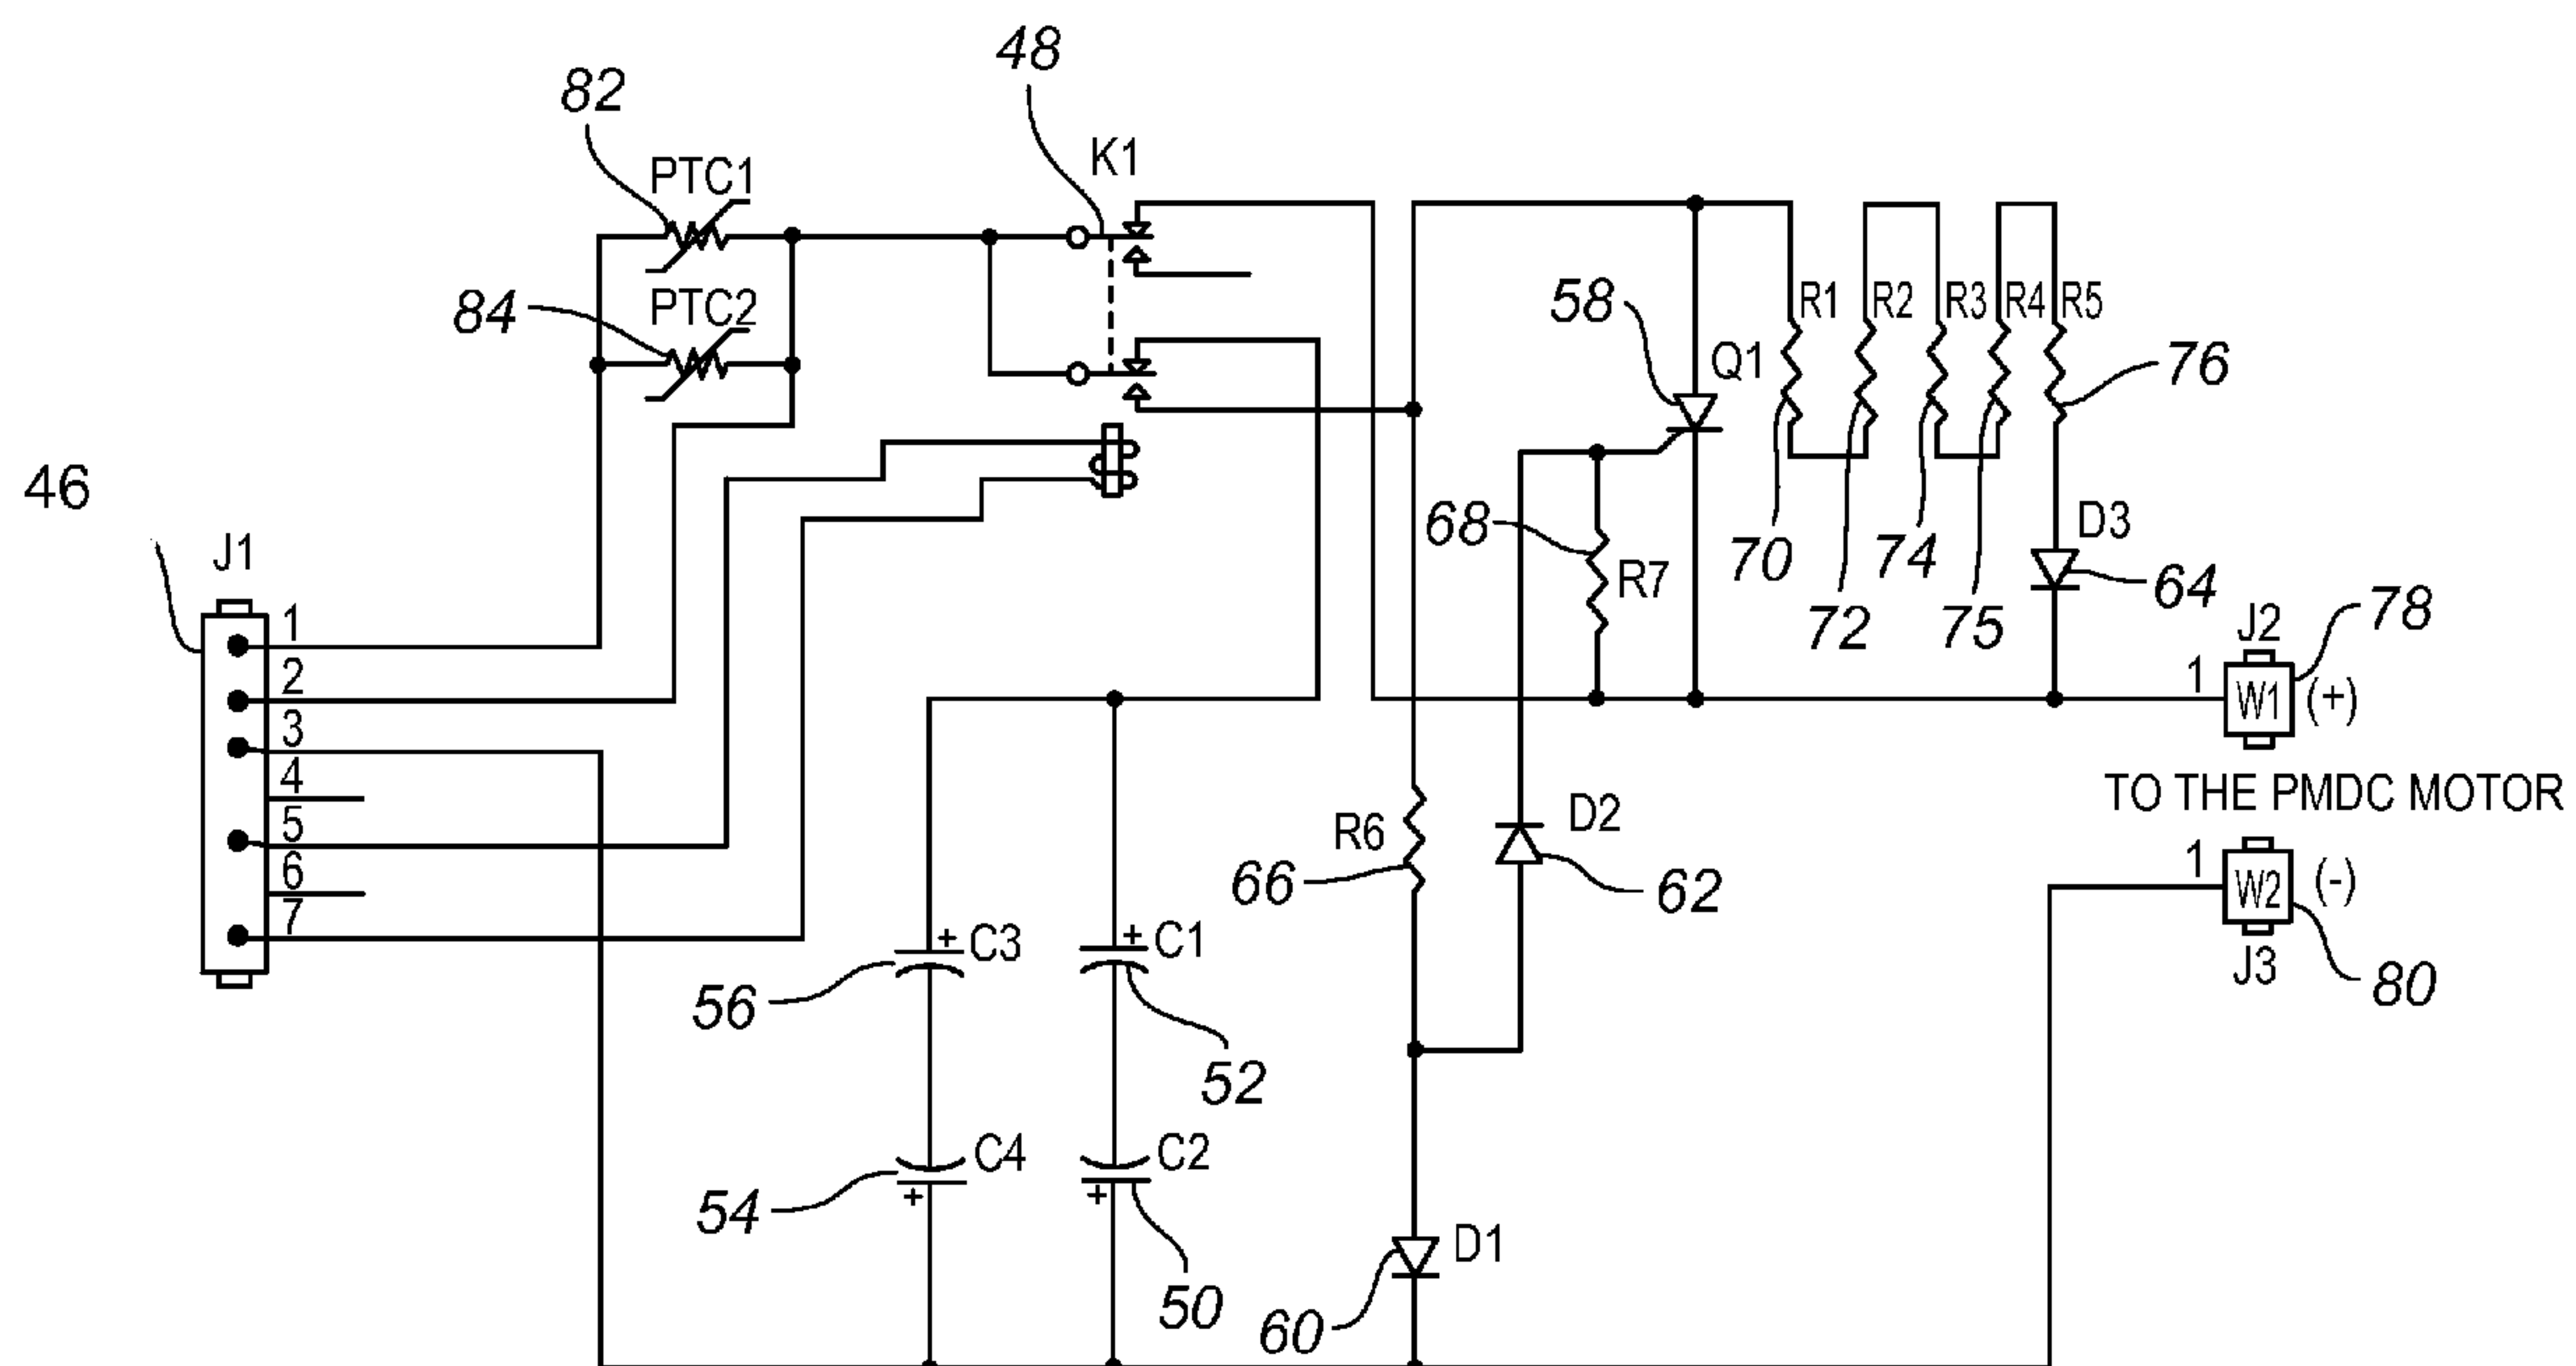 48
82
K1
PTC1
PTC2
84
58
R1
R2
R3
R4
R5
Q1
76
46
68
D3
J1
70
74
R7
64
72
75
J2
78
1
2
3
4
5
6
7
1
W1
(+)
TO THE PMDC MOTOR
R6
D2
66
62
1
W2
(-)
J3
80
+
C3
+
C1
56
52
C4
+
C2
+
54
50
D1
60